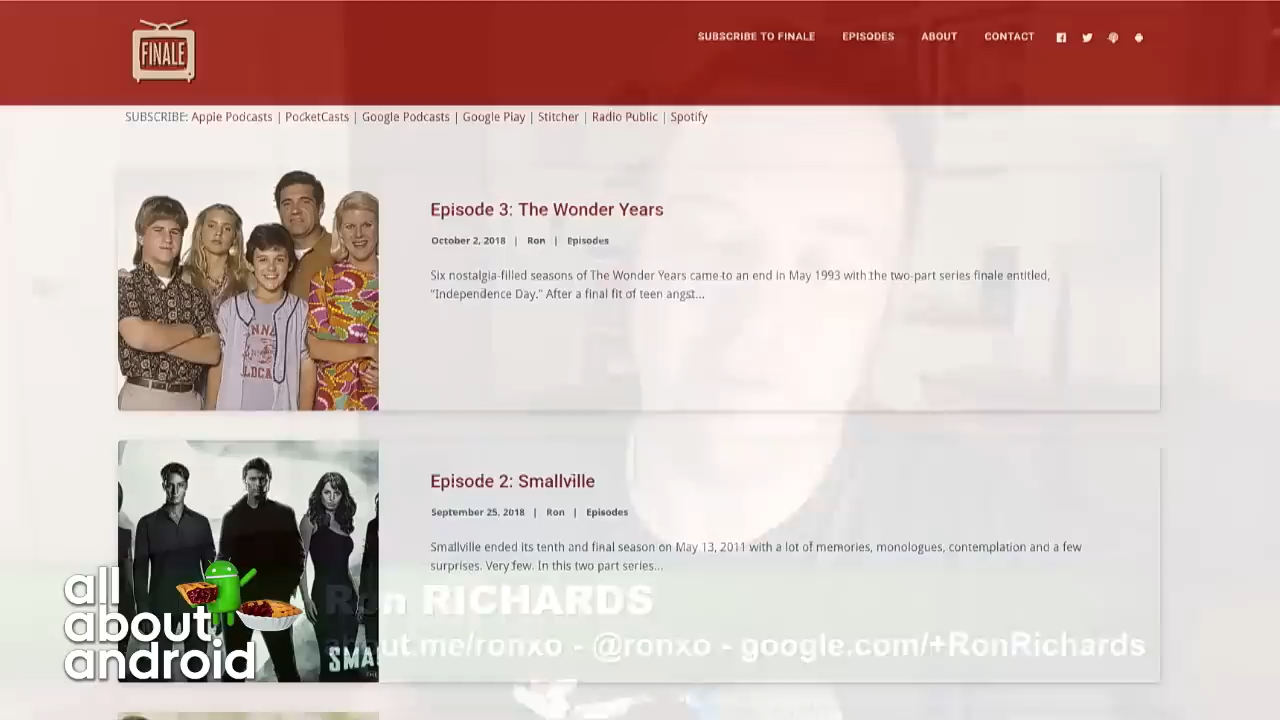 FINALE
SUBSCRIBE TO FINALE EPISODES ABOUT CONTACT
SUBSCRIBE: Apple Podcasts | PocketCasts | Google Podcasts | Google Play | Stitcher | Radio Public | Spotify
Episode 3: The Wonder Years
October 2, 2018 | Ron | Episodes
Six nostalgia-filled seasons of The Wonder Years came to an end in May 1993 with the two-part series finale entitled,
"Independence Day." After a final fit of teen angst...
Episode 2: Smallville
September 25, 2018 | Ron | Episodes
Smallville ended its tenth and final season on May 13, 2011 with a lot of memories, monologues, contemplation and a few
surprises. Very few. In this two part series...
Ron RICHARDS
about.me/ronxo - @ronxo - google.com/+RonRichards
all
about
android